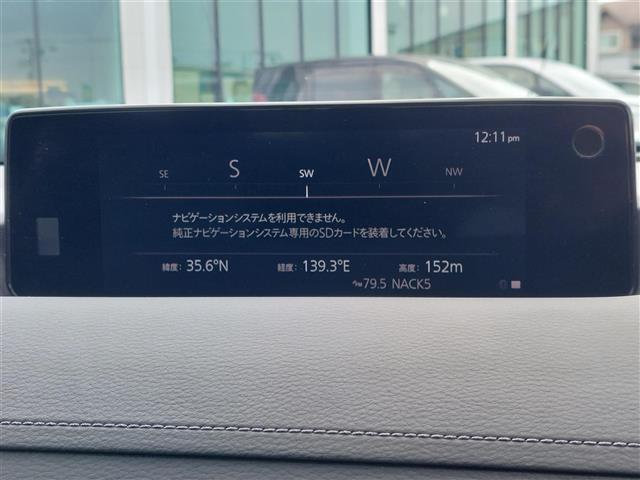 12:11pm
SE S SW W NW
ナビゲーションシステムを利用できません。
純正ナビゲーションシステム専用のSDカードを装着してください。
緯度: 35.6°N 経度: 139.3°E 高度: 152m
79.5 NACK5